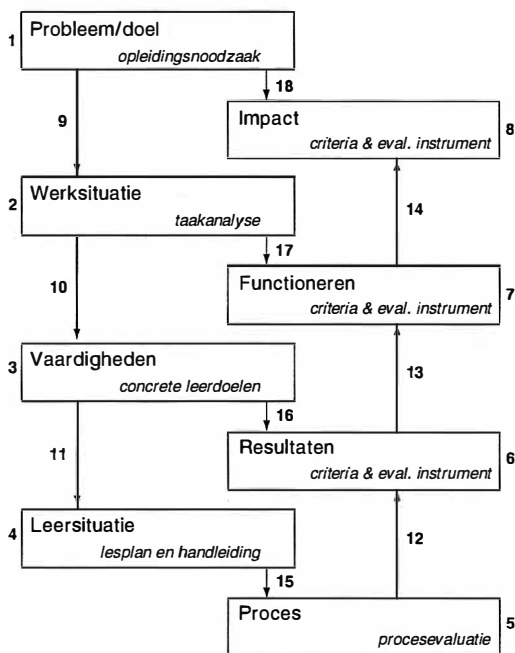 1
Probleem/doel
opleidingsnoodzaak
18
9
Impact
8
criteria & eval. instrument
2
Werksituatie
taakanalyse
14
17
10
Functioneren
7
criteria & eval. instrument
3
Vaardigheden
concrete leerdoelen
13
16
11
Resultaten
6
criteria & eval. instrument
4
Leersituatie
lesplan en handleiding
12
15
Proces
5
procesevaluatie